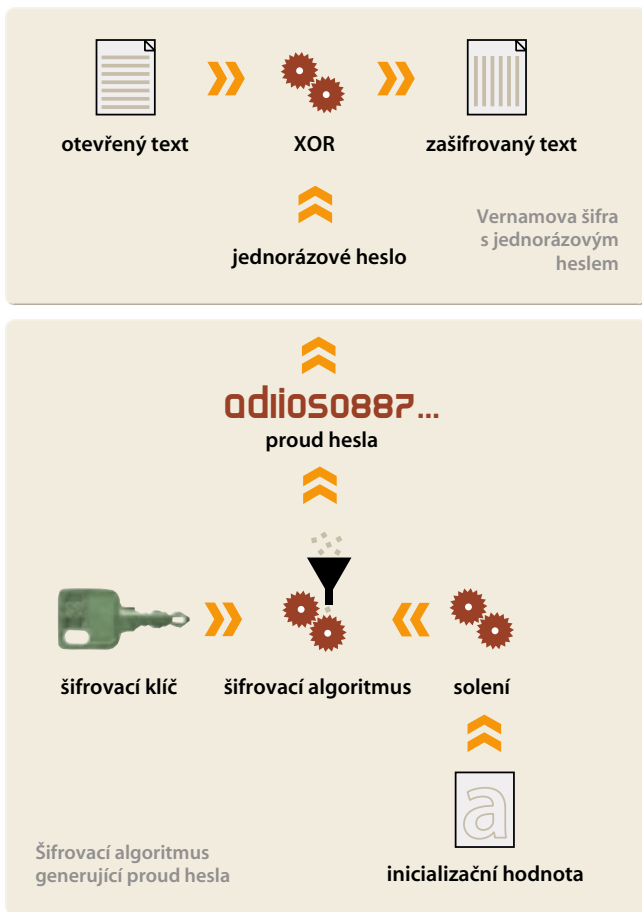 otevřený text
XOR
zašifrovaný text
jednorázové heslo
Vernamova šifra
s jednorázovým
heslem
adlioso887...
proud hesla
šifrovací klíč
šifrovací algoritmus
solení
a
inicializační hodnota
Šifrovací algoritmus
generující proud hesla